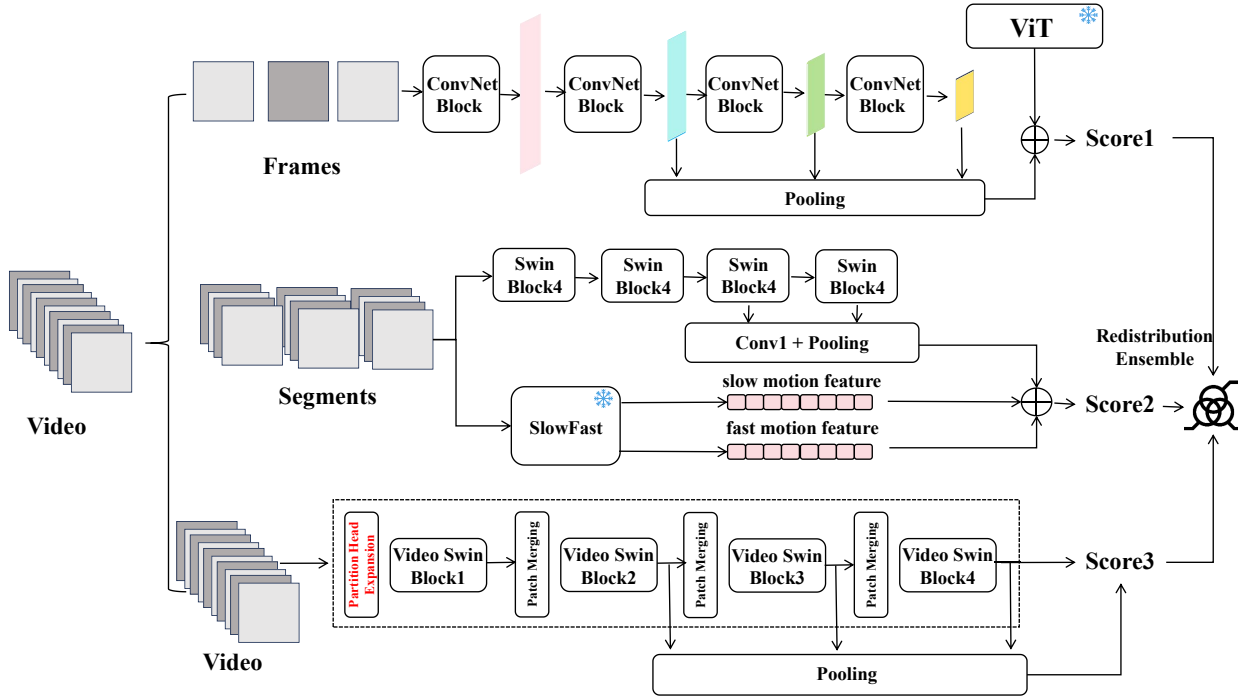 ViT
ConvNet
Block
ConvNet
Block
ConvNet
Block
ConvNet
Block
Frames
Score1
Pooling
Swin
Block4
Swin
Block4
Swin
Block4
Swin
Block4
Conv1 + Pooling
Redistribution
Ensemble
Segments
slow motion feature
SlowFast
Score2
fast motion feature
Video
Partition Head
Expansion
Video Swin
Block1
Patch Merging
Video Swin
Block2
Patch Merging
Video Swin
Block3
Patch Merging
Video Swin
Block4
Score3
Video
Pooling